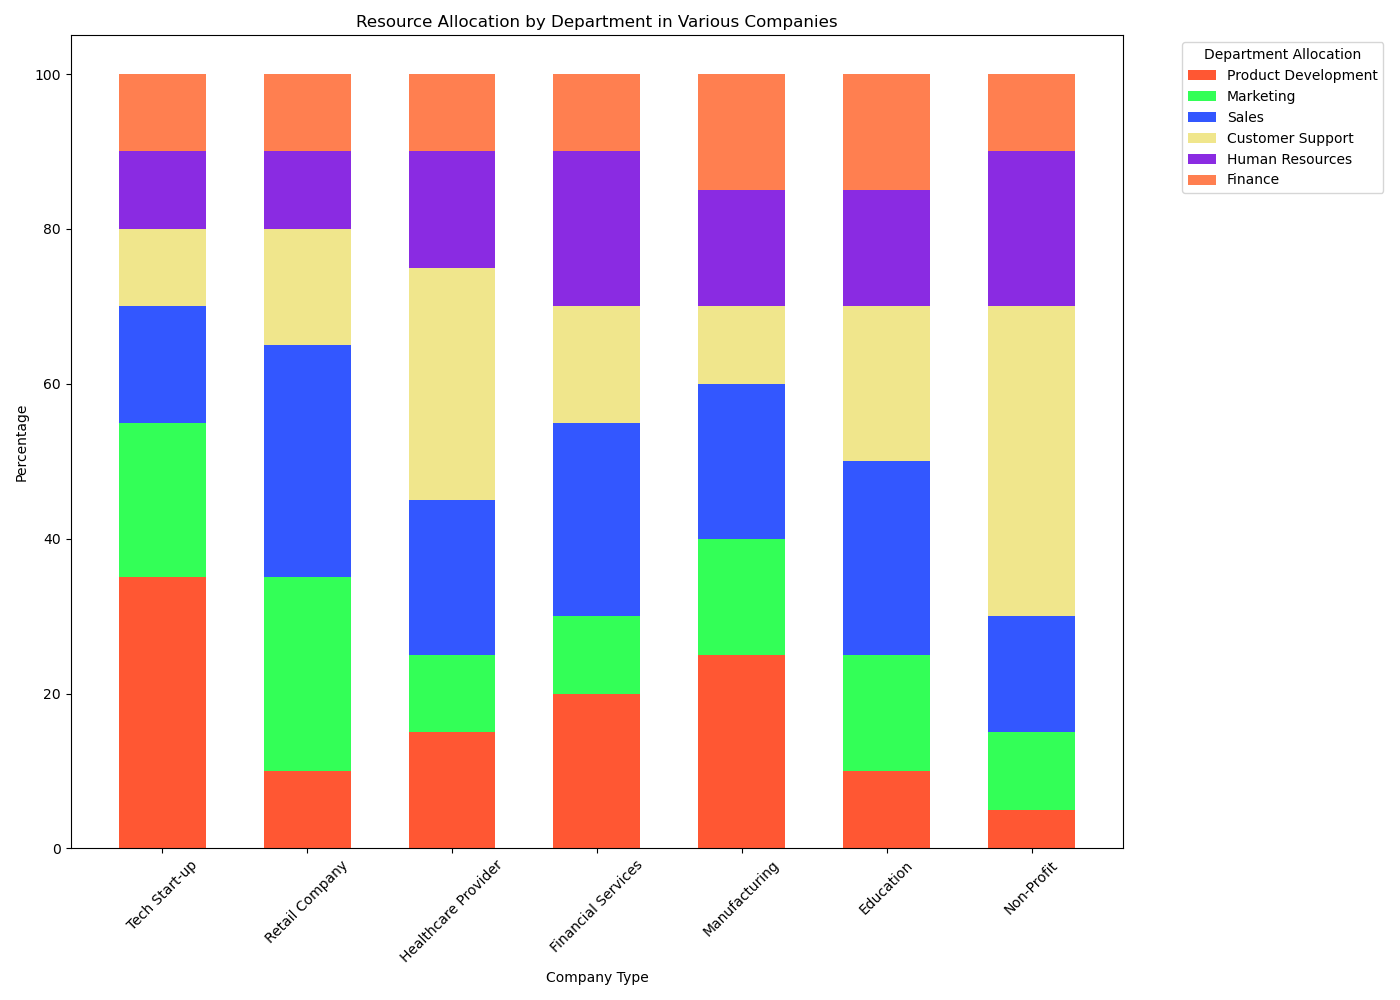 Resource Allocation by Department in Various Companies
Department Allocation
Product Development
Marketing
Sales
Customer Support
Human Resources
Finance
Percentage
100
80
60
40
20
0
Tech Start-up
Retail Company
Healthcare Provider
Financial Services
Manufacturing
Education
Non-Profit
Company Type